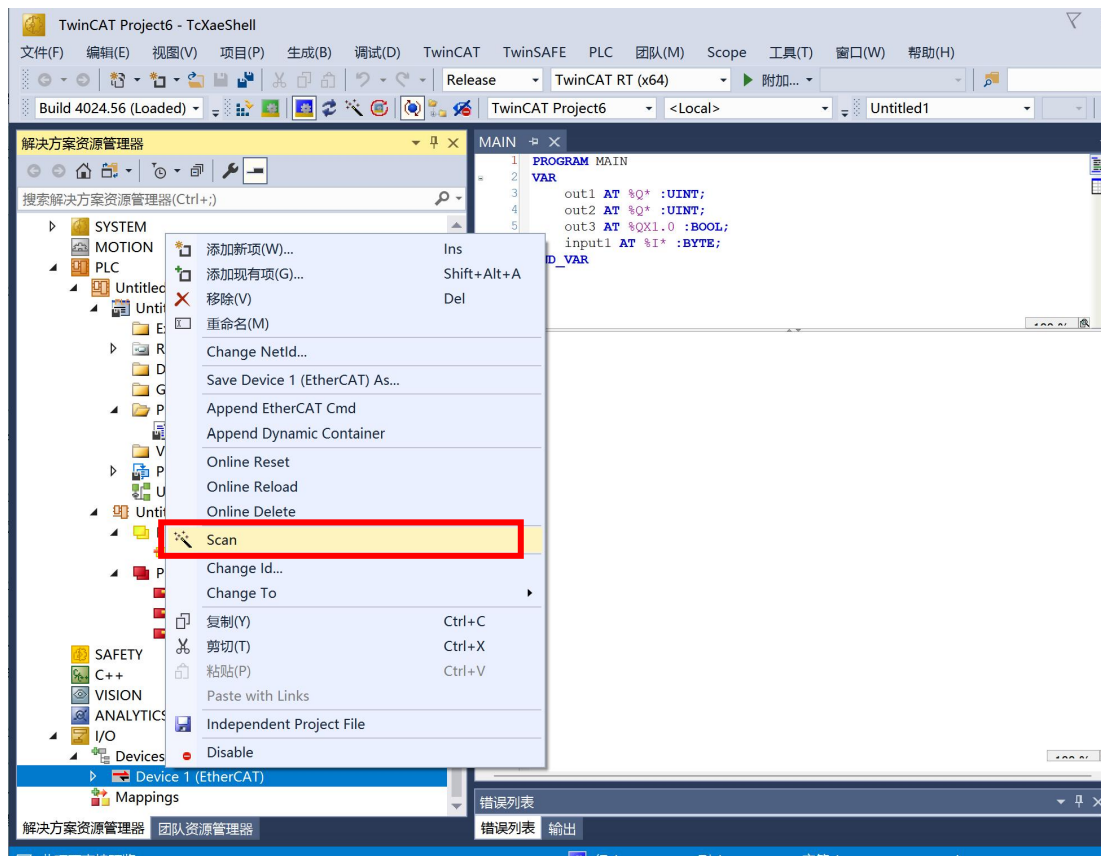 TwinCAT Project6 - TcXaeShell
文件(F) 编辑(E) 视图(V) 项目(P) 生成(B) 调试(D) TwinCAT TwinSAFE PLC 团队(M) Scope 工具(T) 窗口(W) 帮助(H)
Release TwinCAT RT (x64) 附加...
Build 4024.56 (Loaded) TwinCAT Project6 <Local> Untitled1
解决方案资源管理器
搜索解决方案资源管理器(Ctrl+;)
SYSTEM
MOTION
PLC
Untitled
Untit
E
R
D
G
P
V
P
U
Untit
P
SAFETY
C++
VISION
ANALYTICS
I/O
Devices
Device 1 (EtherCAT)
Mappings
解决方案资源管理器 团队资源管理器
添加新项(W)... Ins
添加现有项(G)... Shift+Alt+A
移除(V) Del
重命名(M)
Change NetId...
Save Device 1 (EtherCAT) As...
Append EtherCAT Cmd
Append Dynamic Container
Online Reset
Online Reload
Online Delete
Scan
Change Id...
Change To
复制(Y) Ctrl+C
剪切(T) Ctrl+X
粘贴(P) Ctrl+V
Paste with Links
Independent Project File
Disable
MAIN
1 PROGRAM MAIN
2 VAR
3 out1 AT %Q* :UINT;
4 out2 AT %Q* :UINT;
5 out3 AT %QX1.0 :BOOL;
input1 AT %I* :BYTE;
D_VAR
错误列表
错误列表 输出